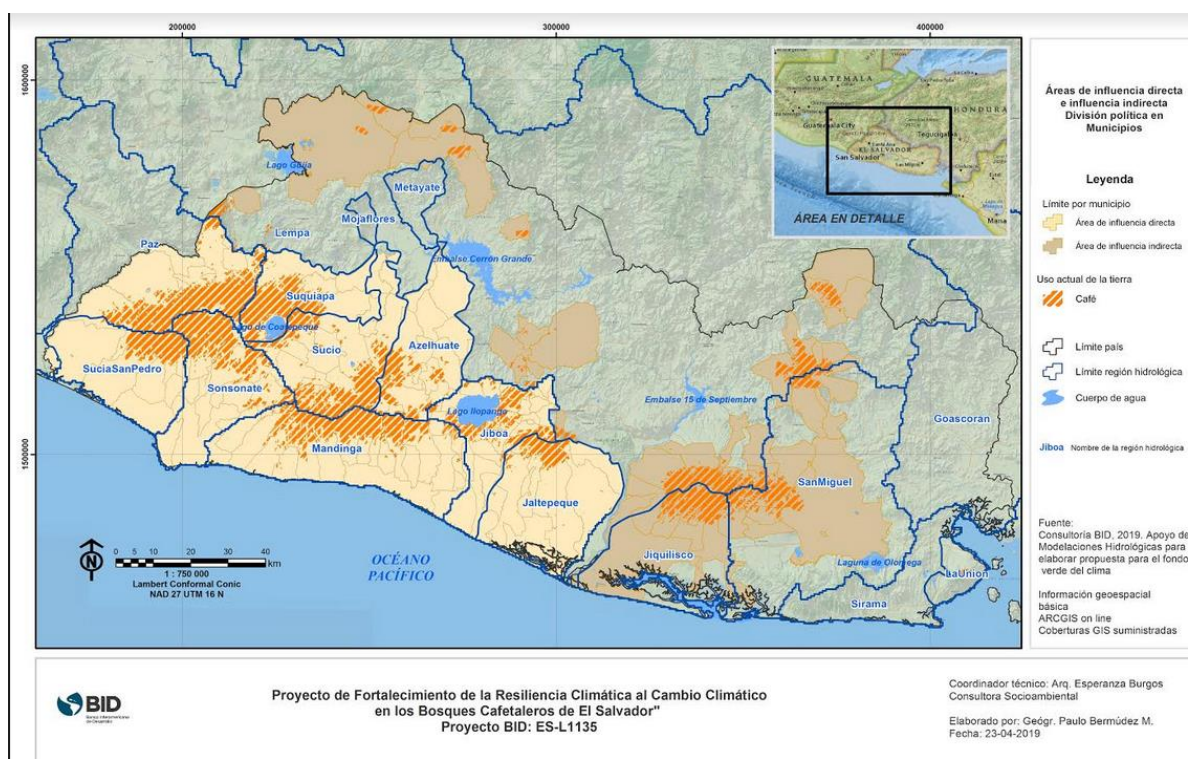 200000
300000
400000
1600000
1500000
Lago Güija
Metayate
Mojaflores
Lempa
Paz
Embalse Cerrón Grande
Suquiapa
Lago de Coatepeque
Azelhuate
Sucio
SuciaSanPedro
Sonsonate
Lago Ilopango
Jiboa
Mandinga
Embalse 15 de Septiembre
Goascoran
SanMiguel
Jaltepeque
Jiquilisco
Laguna de Olomega
LaUnion
Sirama
OCÉANO
PACÍFICO
N
0 5 10 20 30 40
km
1 : 750 000
Lambert Conformal Conic
NAD 27 UTM 16 N
GUATEMALA
Guatemala City
HONDURA
Tegucigalpa
Santa Ana
EL SALVADOR
San Salvador
San Miguel
Mana
ÁREA EN DETALLE
Áreas de influencia directa
e influencia indirecta
División política en
Municipios
Leyenda
Límite por municipio
Área de influencia directa
Área de influencia indirecta
Uso actual de la tierra
Café
Límite país
Límite región hidrológica
Cuerpo de agua
Jiboa Nombre de la región hidrológica
Fuente:
Consultoría BID, 2019. Apoyo de
Modelaciones Hidrológicas para
elaborar propuesta para el fondo
verde del clima
Información geoespacial
básica
ARCGIS on line
Coberturas GIS suministradas
BID
Banco Interamericano
de Desarrollo
Proyecto de Fortalecimiento de la Resiliencia Climática al Cambio Climático
en los Bosques Cafetaleros de El Salvador"
Proyecto BID: ES-L1135
Coordinador técnico: Arq. Esperanza Burgos
Consultora Socioambiental
Elaborado por: Geógr. Paulo Bermúdez M.
Fecha: 23-04-2019